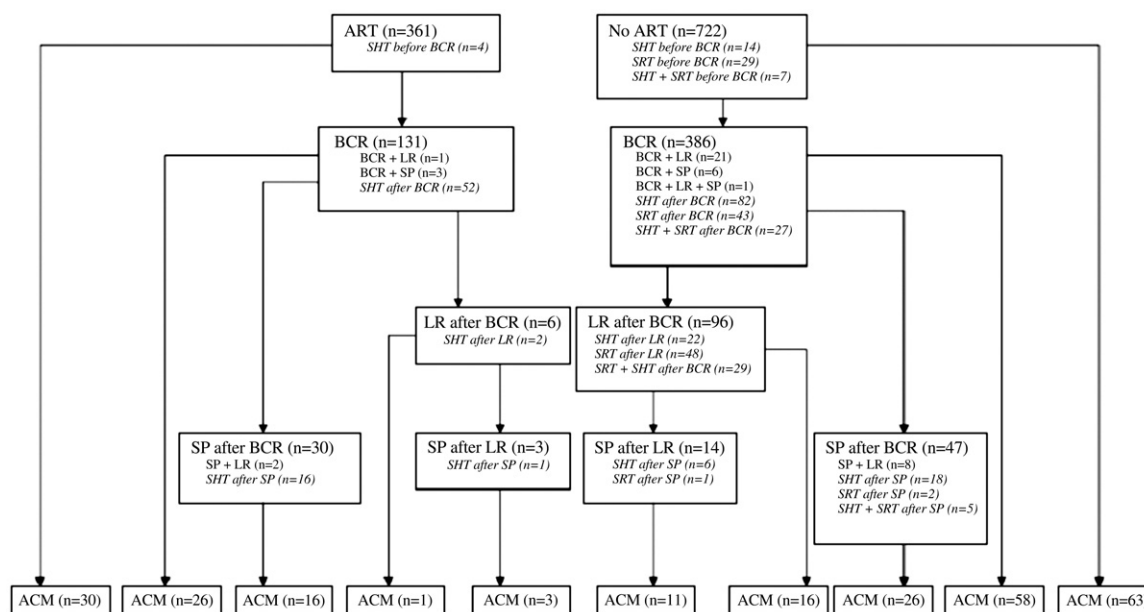 ART (n=361)
SHT before BCR (n=4)
No ART (n=722)
SHT before BCR (n=14)
SRT before BCR (n=29)
SHT + SRT before BCR (n=7)
BCR (n=131)
BCR + LR (n=1)
BCR + SP (n=3)
SHT after BCR (n=52)
BCR (n=386)
BCR + LR (n=21)
BCR + SP (n=6)
BCR + LR + SP (n=1)
SHT after BCR (n=82)
SRT after BCR (n=43)
SHT + SRT after BCR (n=27)
LR after BCR (n=6)
SHT after LR (n=2)
LR after BCR (n=96)
SHT after LR (n=22)
SRT after LR (n=48)
SRT + SHT after BCR (n=29)
SP after BCR (n=30)
SP + LR (n=2)
SHT after SP (n=16)
SP after LR (n=3)
SHT after SP (n=1)
SP after LR (n=14)
SHT after SP (n=6)
SRT after SP (n=1)
SP after BCR (n=47)
SP + LR (n=8)
SHT after SP (n=18)
SRT after SP (n=2)
SHT + SRT after SP (n=5)
ACM (n=30)
ACM (n=26)
ACM (n=16)
ACM (n=1)
ACM (n=3)
ACM (n=11)
ACM (n=16)
ACM (n=26)
ACM (n=58)
ACM (n=63)